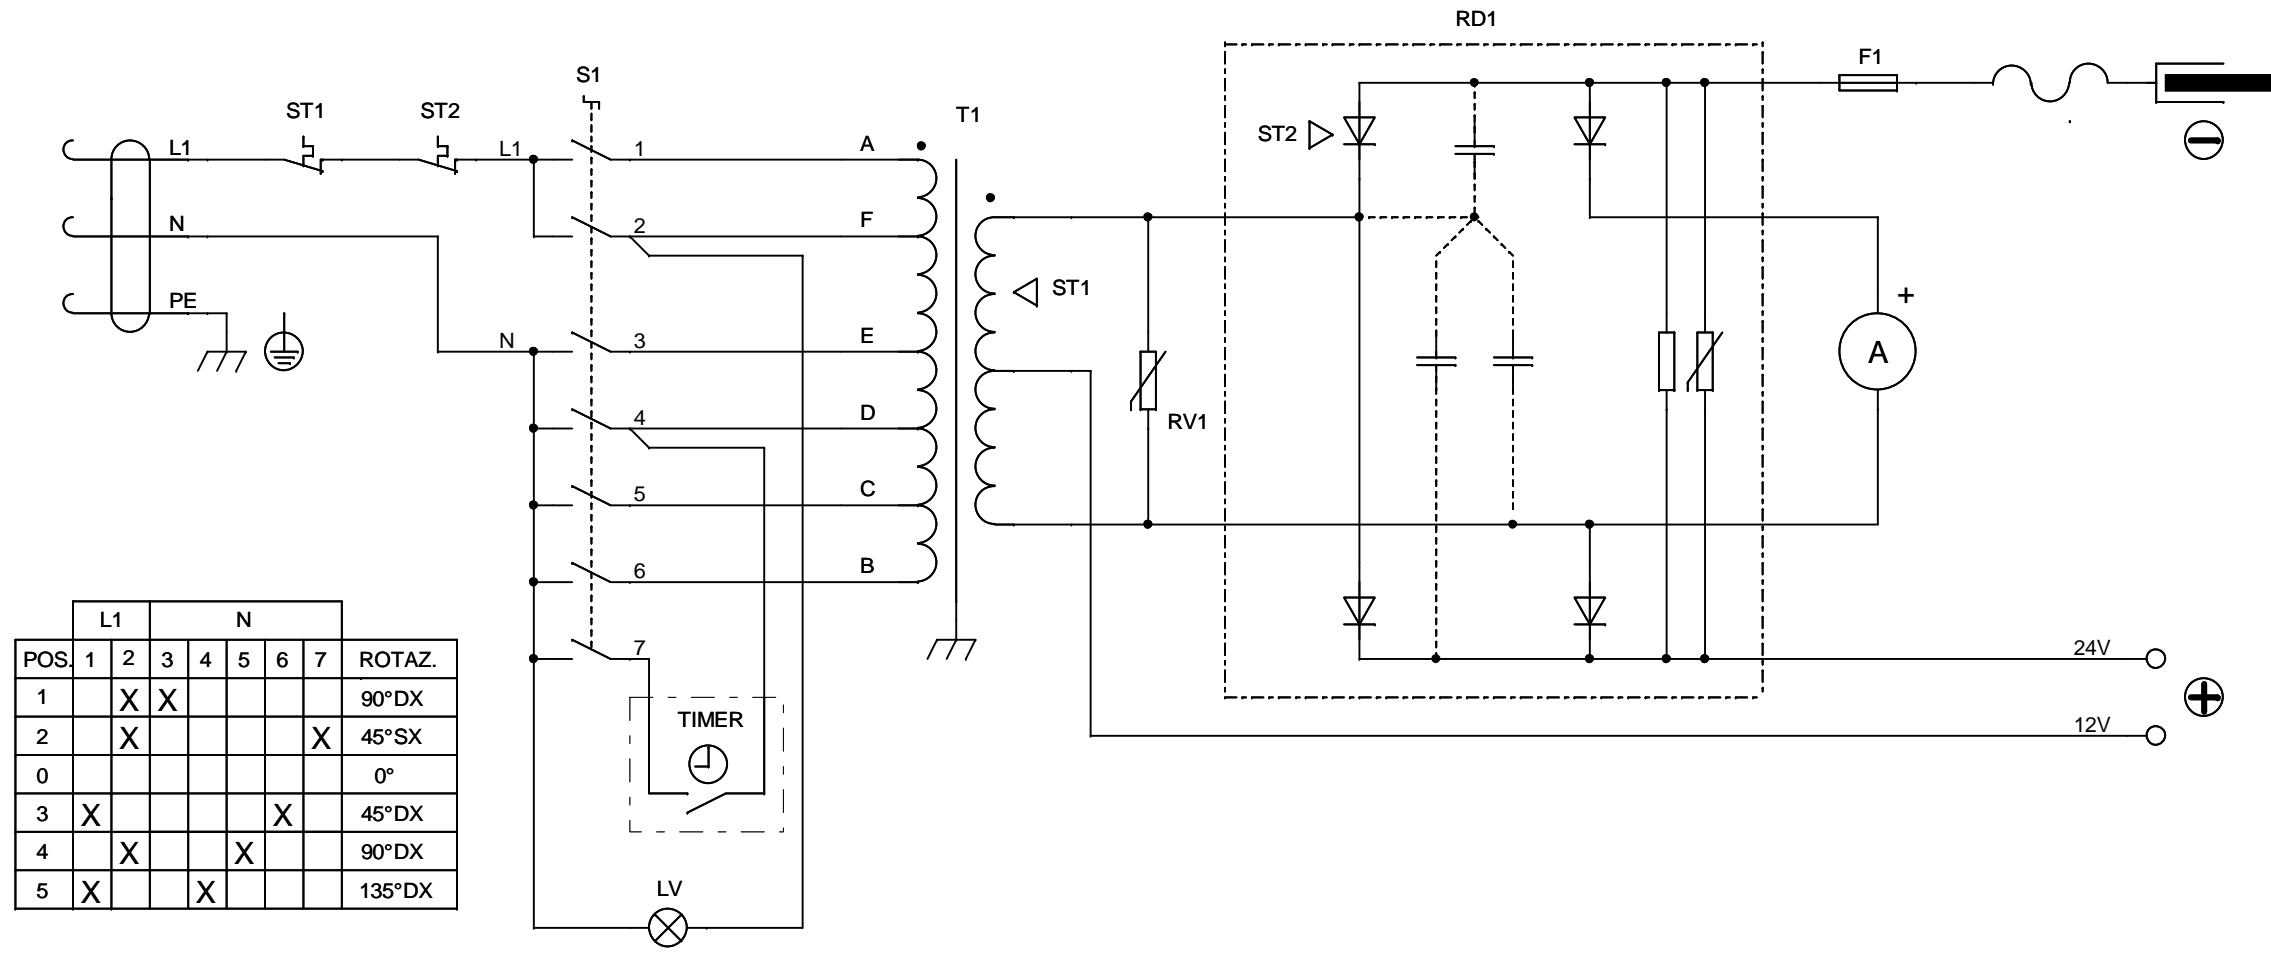 RD1
F1
S1
ST1
ST2
T1
L1
L1
1
A
ST2
N
2
F
PE
ST1
+
N
3
E
A
4
D
RV1
5
C
6
B
7
24V
12V
TIMER
LV
L1 N
POS. 1 2 3 4 5 6 7 ROTAZ.
1 X X 90°DX
2 X X 45°SX
0 0°
3 X X 45°DX
4 X X 90°DX
5 X X 135°DX